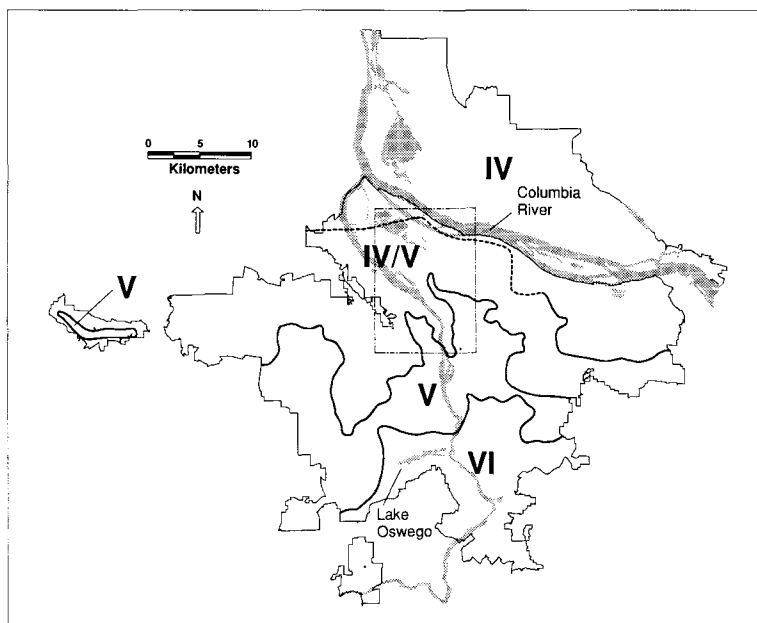 0 5 10
Kilometers
N
IV
Columbia
River
IV/V
V
V
VI
Lake
Oswego